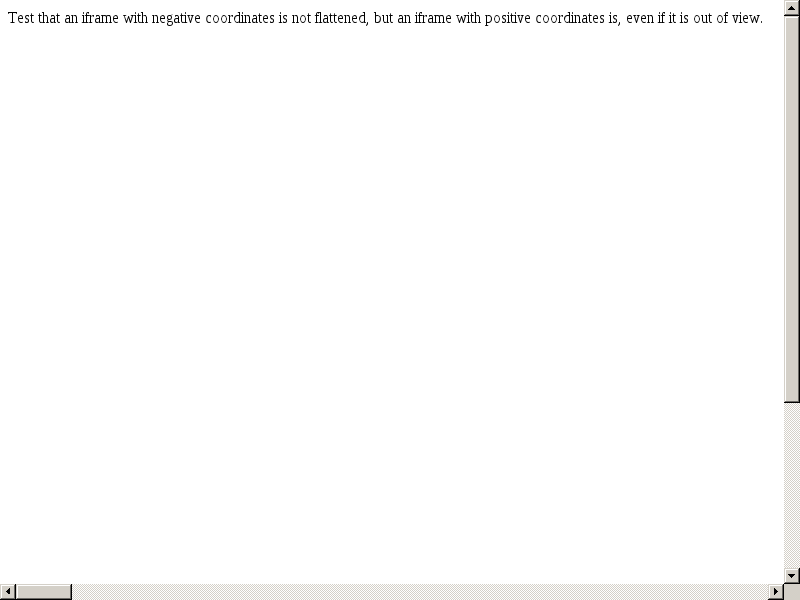 Test that an iframe with negative coordinates is not flattened, but an iframe with positive coordinates is, even if it is out of view.